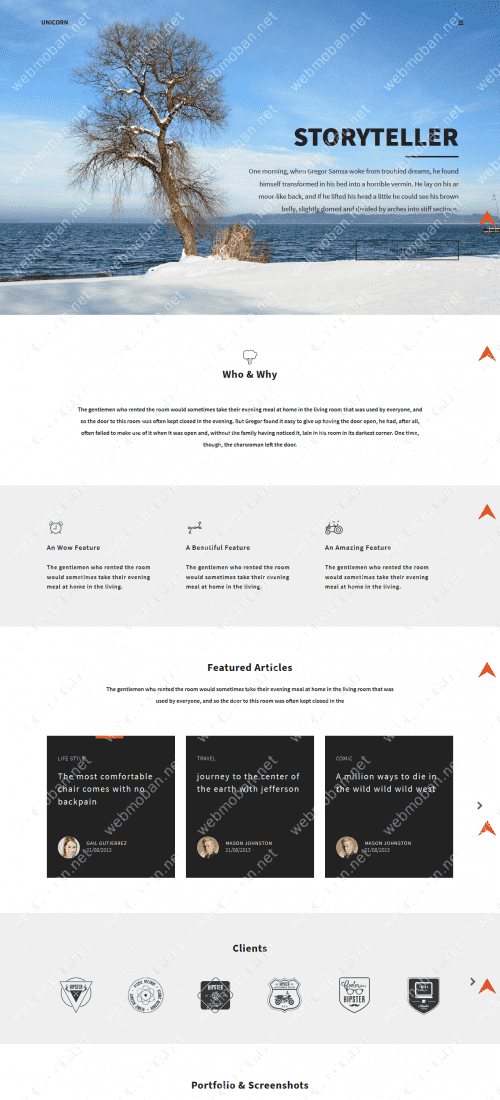 UNICORN
STORYTELLER
One morning, when Gregor Samsa woke from troubled dreams, he found
himself transformed in his bed into a horrible vermin. He lay on his ar
mour-like back, and if he lifted his head a little he could see his brown
belly, slightly domed and divided by arches into stiff sections.
Who & Why
The gentlemen who rented the room would sometimes take their evening meal at home in the living room that was used by everyone, and
so the door to this room was often kept closed in the evening. But Gregor found it easy to give up having the door open, he had, after all,
often failed to make use of it when it was open and, without the family having noticed it, lain in his room in its darkest corner. One time,
though, the charwoman left the door.
An Wow Feature
The gentlemen who rented the room
would sometimes take their evening
meal at home in the living.
A Beutiful Feature
The gentlemen who rented the room
would sometimes take their evening
meal at home in the living.
An Amazing Feature
The gentlemen who rented the room
would sometimes take their evening
meal at home in the living.
Featured Articles
The gentlemen who rented the room would sometimes take their evening meal at home in the living room that was
used by everyone, and so the door to this room was often kept closed in the
LIFE STYLE
The most comfortable
chair comes with no
backpain
GAIL GUTIERREZ
21/08/2013
TRAVEL
journey to the center of
the earth with jefferson
MASON JOHNSTON
21/08/2013
COMIC
A million ways to die in
the wild wild wild west
MASON JOHNSTON
21/08/2013
Clients
HIPSTER
HIPSTER
HIPSTER
HIPSTER
Portfolio & Screenshots
webmoban.net